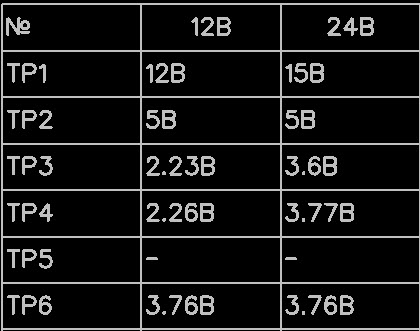 № 12В 24В
TP1 12В 15В
TP2 5В 5В
TP3 2.23В 3.6В
TP4 2.26В 3.77В
TP5 – –
TP6 3.76В 3.76В